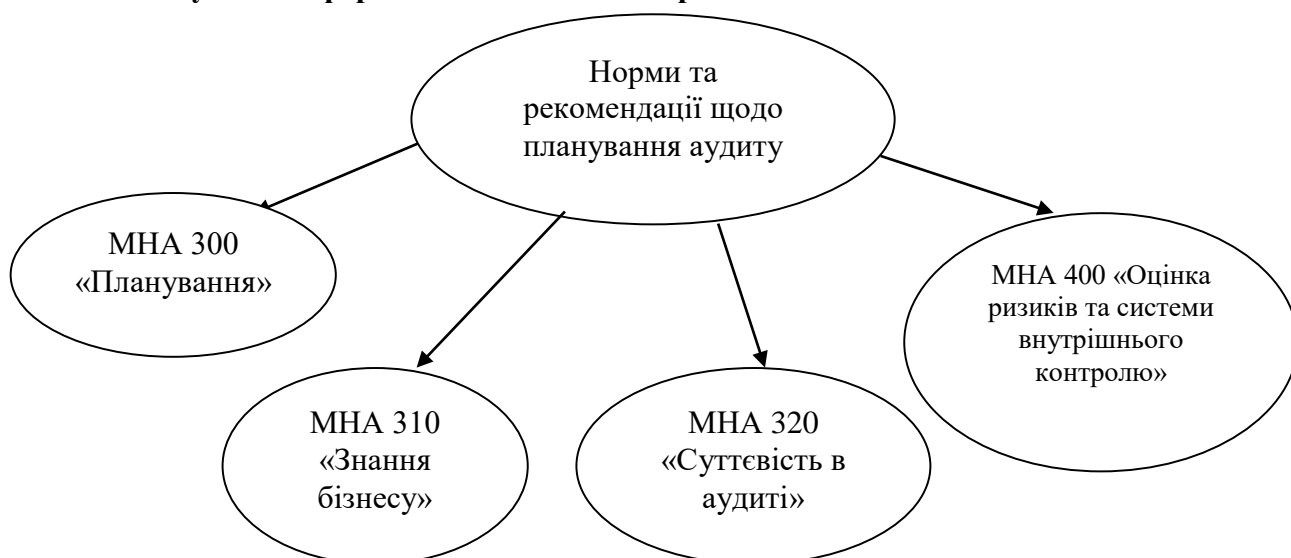 Норми та
рекомендації щодо
планування аудиту
МНА 300
«Планування»
МНА 400 «Оцінка
ризиків та системи
внутрішнього
контролю»
МНА 310
«Знання
бізнесу»
МНА 320
«Суттєвість в
аудиті»